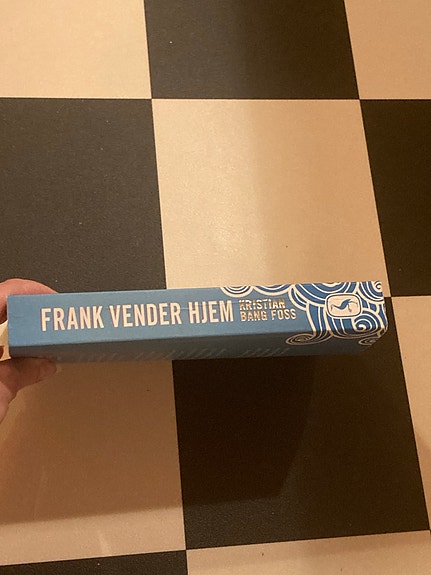 FRANK VENDER HJEM
KRISTIAN
BANG FOSS